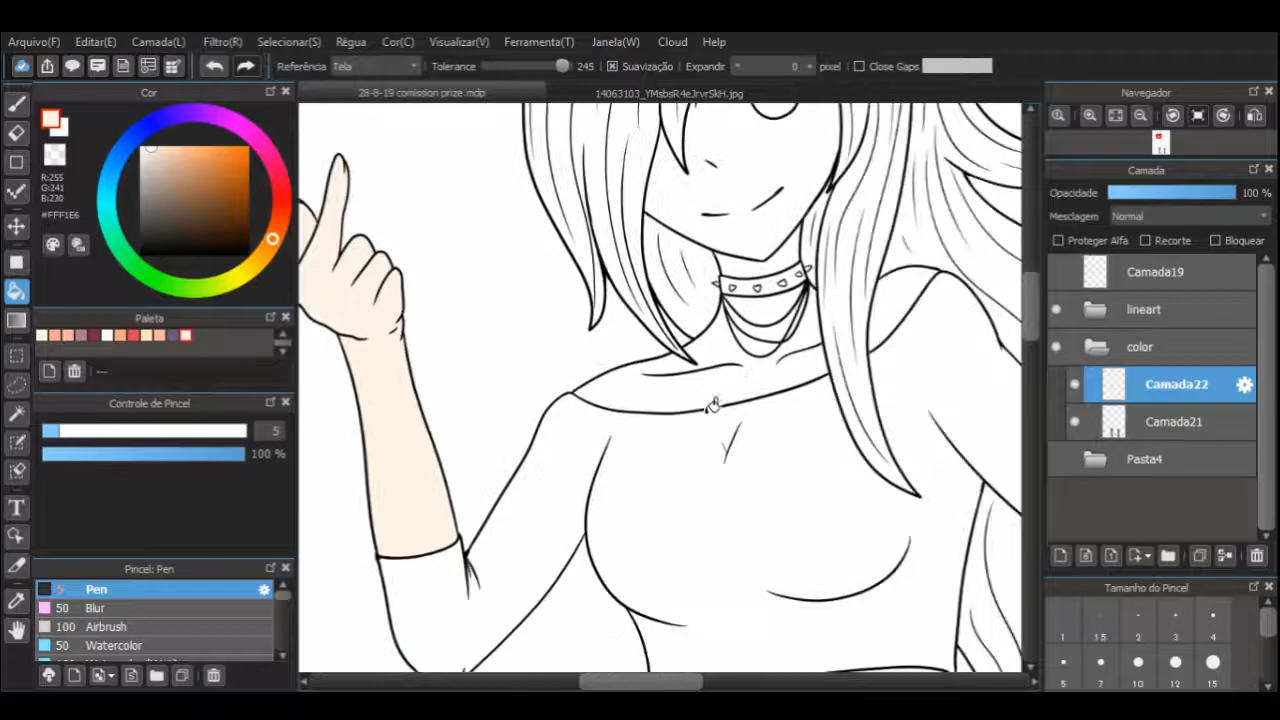 Arquivo(F) Editar(E) Camada(L) Filtro(R) Selecionar(S) Régua Cor(C) Visualizar(V) Ferramenta(T) Janela(W) Cloud Help
Referência Tela Tolerance 245 Suavização Expandir 0 pixel Close Gaps
Cor
R:255
G:241
B:230
#FFF1E6
Paleta
---
Controle de Pincel
5
100 %
Pincel: Pen
5 Pen
50 Blur
100 Airbrush
50 Watercolor
28-8-19 comission prize.mdp
14063103_YMsbsR4eJrvrSkH.jpg
Navegador
Camada
Opacidade 100 %
Mesclagem Normal
Proteger Alfa Recorte Bloquear
Camada19
lineart
color
Camada22
Camada21
Pasta4
Tamanho do Pincel
1 1.5 2 3 4
5 7 10 12 15